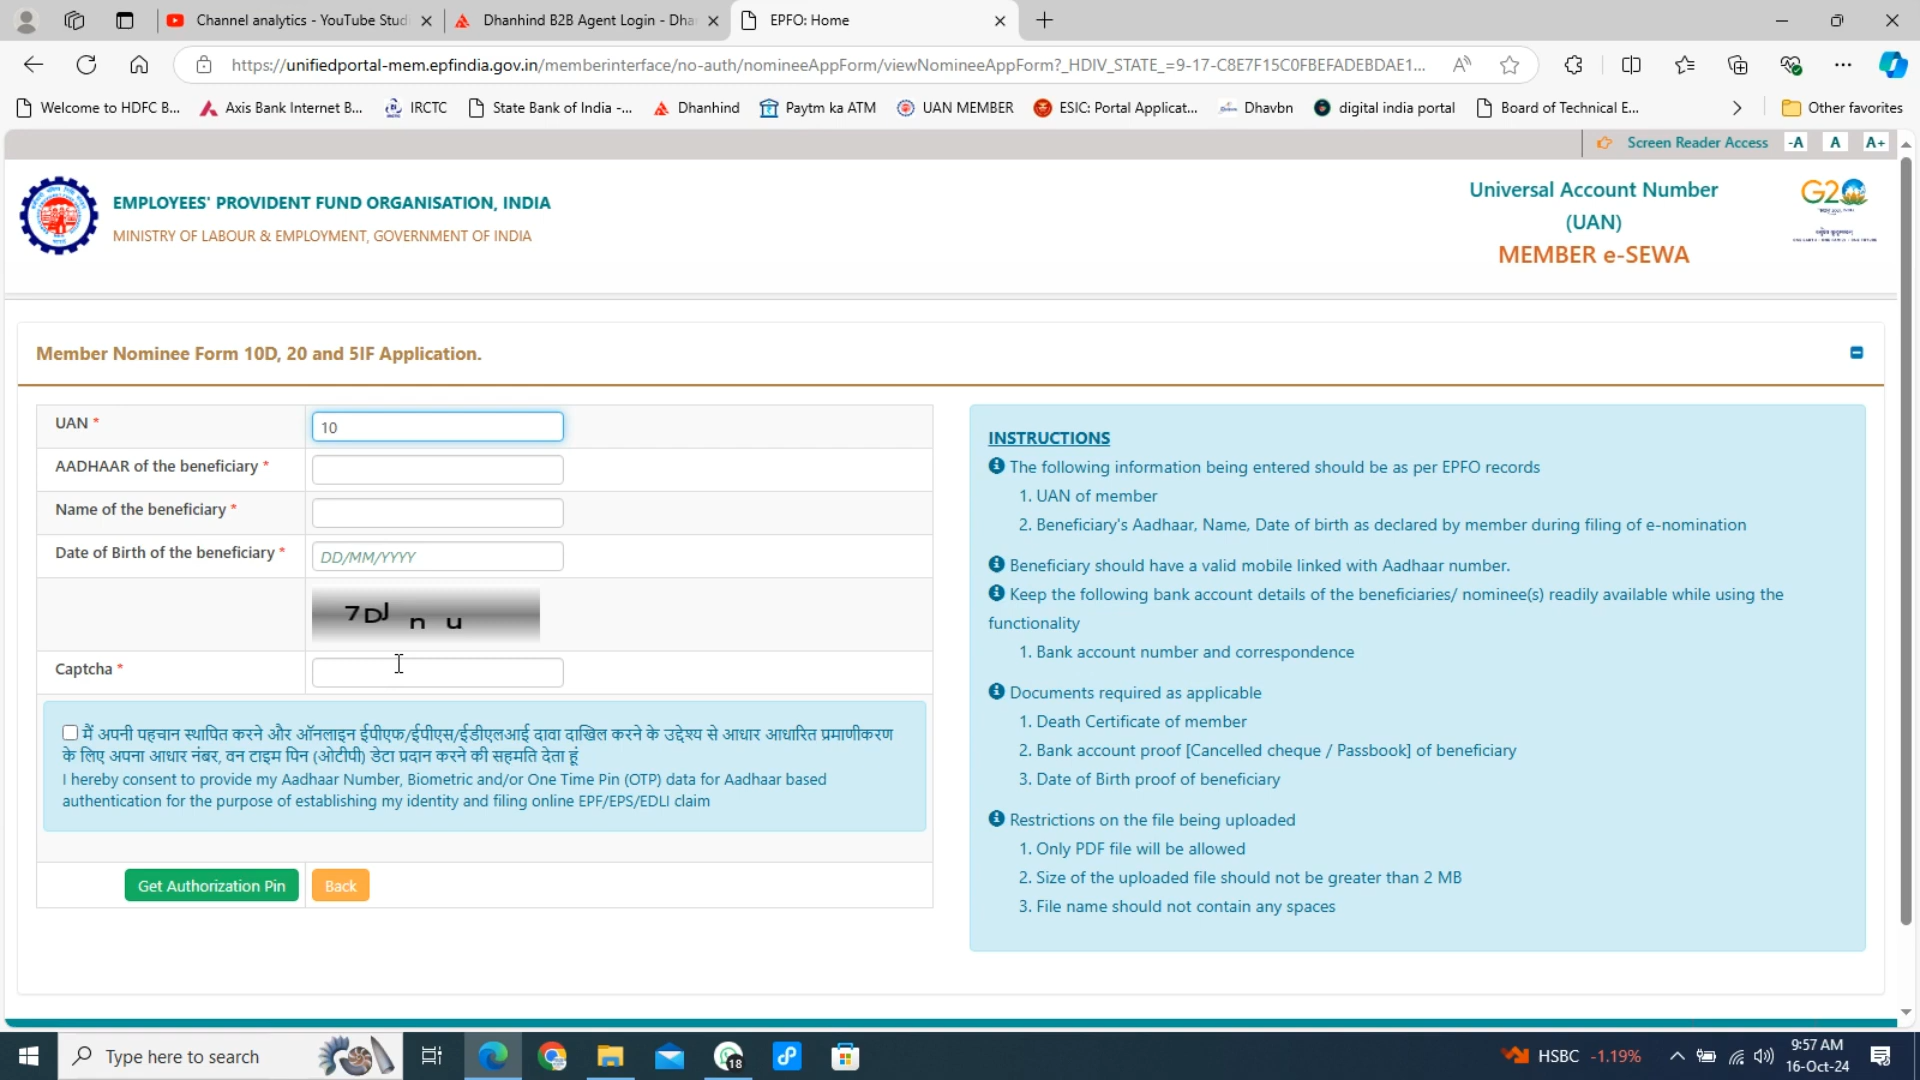 Channel analytics - YouTube Studi
Dhanhind B2B Agent Login - Dha
EPFO: Home
https://unifiedportal-mem.epfindia.gov.in/memberinterface/no-auth/nomineeAppForm/viewNomineeAppForm?_HDIV_STATE_=9-17-C8E7F15C0FBEFADEBDAE1...
Welcome to HDFC B...
Axis Bank Internet B...
IRCTC
State Bank of India -...
Dhanhind
Paytm ka ATM
UAN MEMBER
ESIC: Portal Applicat...
Dhavbn
digital india portal
Board of Technical E...
Other favorites
Screen Reader Access -A A A+
EMPLOYEES' PROVIDENT FUND ORGANISATION, INDIA
MINISTRY OF LABOUR & EMPLOYMENT, GOVERNMENT OF INDIA
Universal Account Number
(UAN)
MEMBER e-SEWA
G20
Member Nominee Form 10D, 20 and 5IF Application.
UAN * 10
AADHAAR of the beneficiary *
Name of the beneficiary *
Date of Birth of the beneficiary * DD/MM/YYYY
7DJnu
Captcha *
मैं अपनी पहचान स्थापित करने और ऑनलाइन ईपीएफ/ईपीएस/ईडीएलआई दावा दाखिल करने के उद्देश्य से आधार आधारित प्रमाणीकरण
के लिए अपना आधार नंबर, वन टाइम पिन (ओटीपी) डेटा प्रदान करने की सहमति देता हूं
I hereby consent to provide my Aadhaar Number, Biometric and/or One Time Pin (OTP) data for Aadhaar based
authentication for the purpose of establishing my identity and filing online EPF/EPS/EDLI claim
Get Authorization Pin Back
INSTRUCTIONS
The following information being entered should be as per EPFO records
1. UAN of member
2. Beneficiary's Aadhaar, Name, Date of birth as declared by member during filing of e-nomination
Beneficiary should have a valid mobile linked with Aadhaar number.
Keep the following bank account details of the beneficiaries/ nominee(s) readily available while using the
functionality
1. Bank account number and correspondence
Documents required as applicable
1. Death Certificate of member
2. Bank account proof [Cancelled cheque / Passbook] of beneficiary
3. Date of Birth proof of beneficiary
Restrictions on the file being uploaded
1. Only PDF file will be allowed
2. Size of the uploaded file should not be greater than 2 MB
3. File name should not contain any spaces
Type here to search
18
HSBC -1.19%
9:57 AM
16-Oct-24